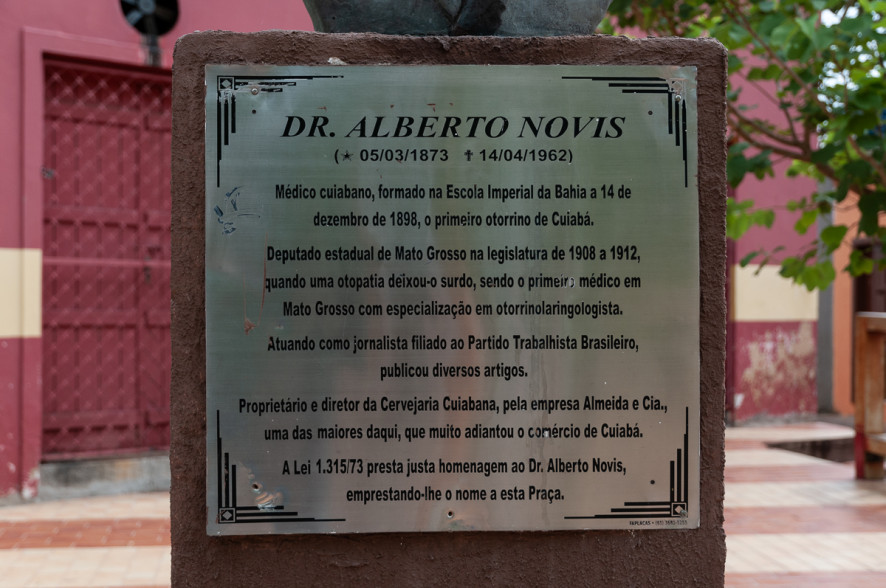 DR. ALBERTO NOVIS
(★ 05/03/1873 ✝ 14/04/1962)
Médico cuiabano, formado na Escola Imperial da Bahia a 14 de
dezembro de 1898, o primeiro otorrino de Cuiabá.
Deputado estadual de Mato Grosso na legislatura de 1908 a 1912,
quando uma otopatia deixou-o surdo, sendo o primeiro médico em
Mato Grosso com especialização em otorrinolaringologista.
Atuando como jornalista filiado ao Partido Trabalhista Brasileiro,
publicou diversos artigos.
Proprietário e diretor da Cervejaria Cuiabana, pela empresa Almeida e Cia.,
uma das maiores daqui, que muito adiantou o comércio de Cuiabá.
A Lei 1.315/73 presta justa homenagem ao Dr. Alberto Novis,
emprestando-lhe o nome a esta Praça.